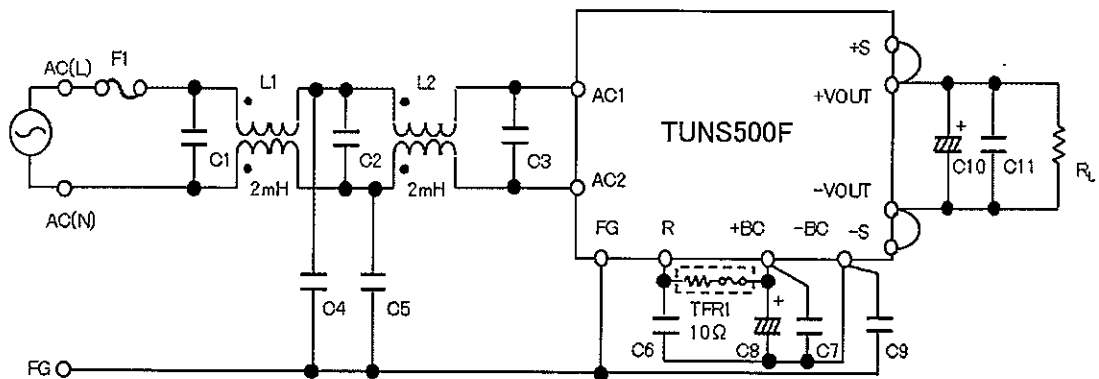 AC(L)
F1
L1
L2
C1
C2
C3
2mH
2mH
AC(N)
AC1
AC2
TUNS500F
+S
+VOUT
-VOUT
-S
FG
R
+BC
-BC
+
C10
C11
RL
C4
C5
TFR1
10Ω
+
C6
C8
C7
C9
FG